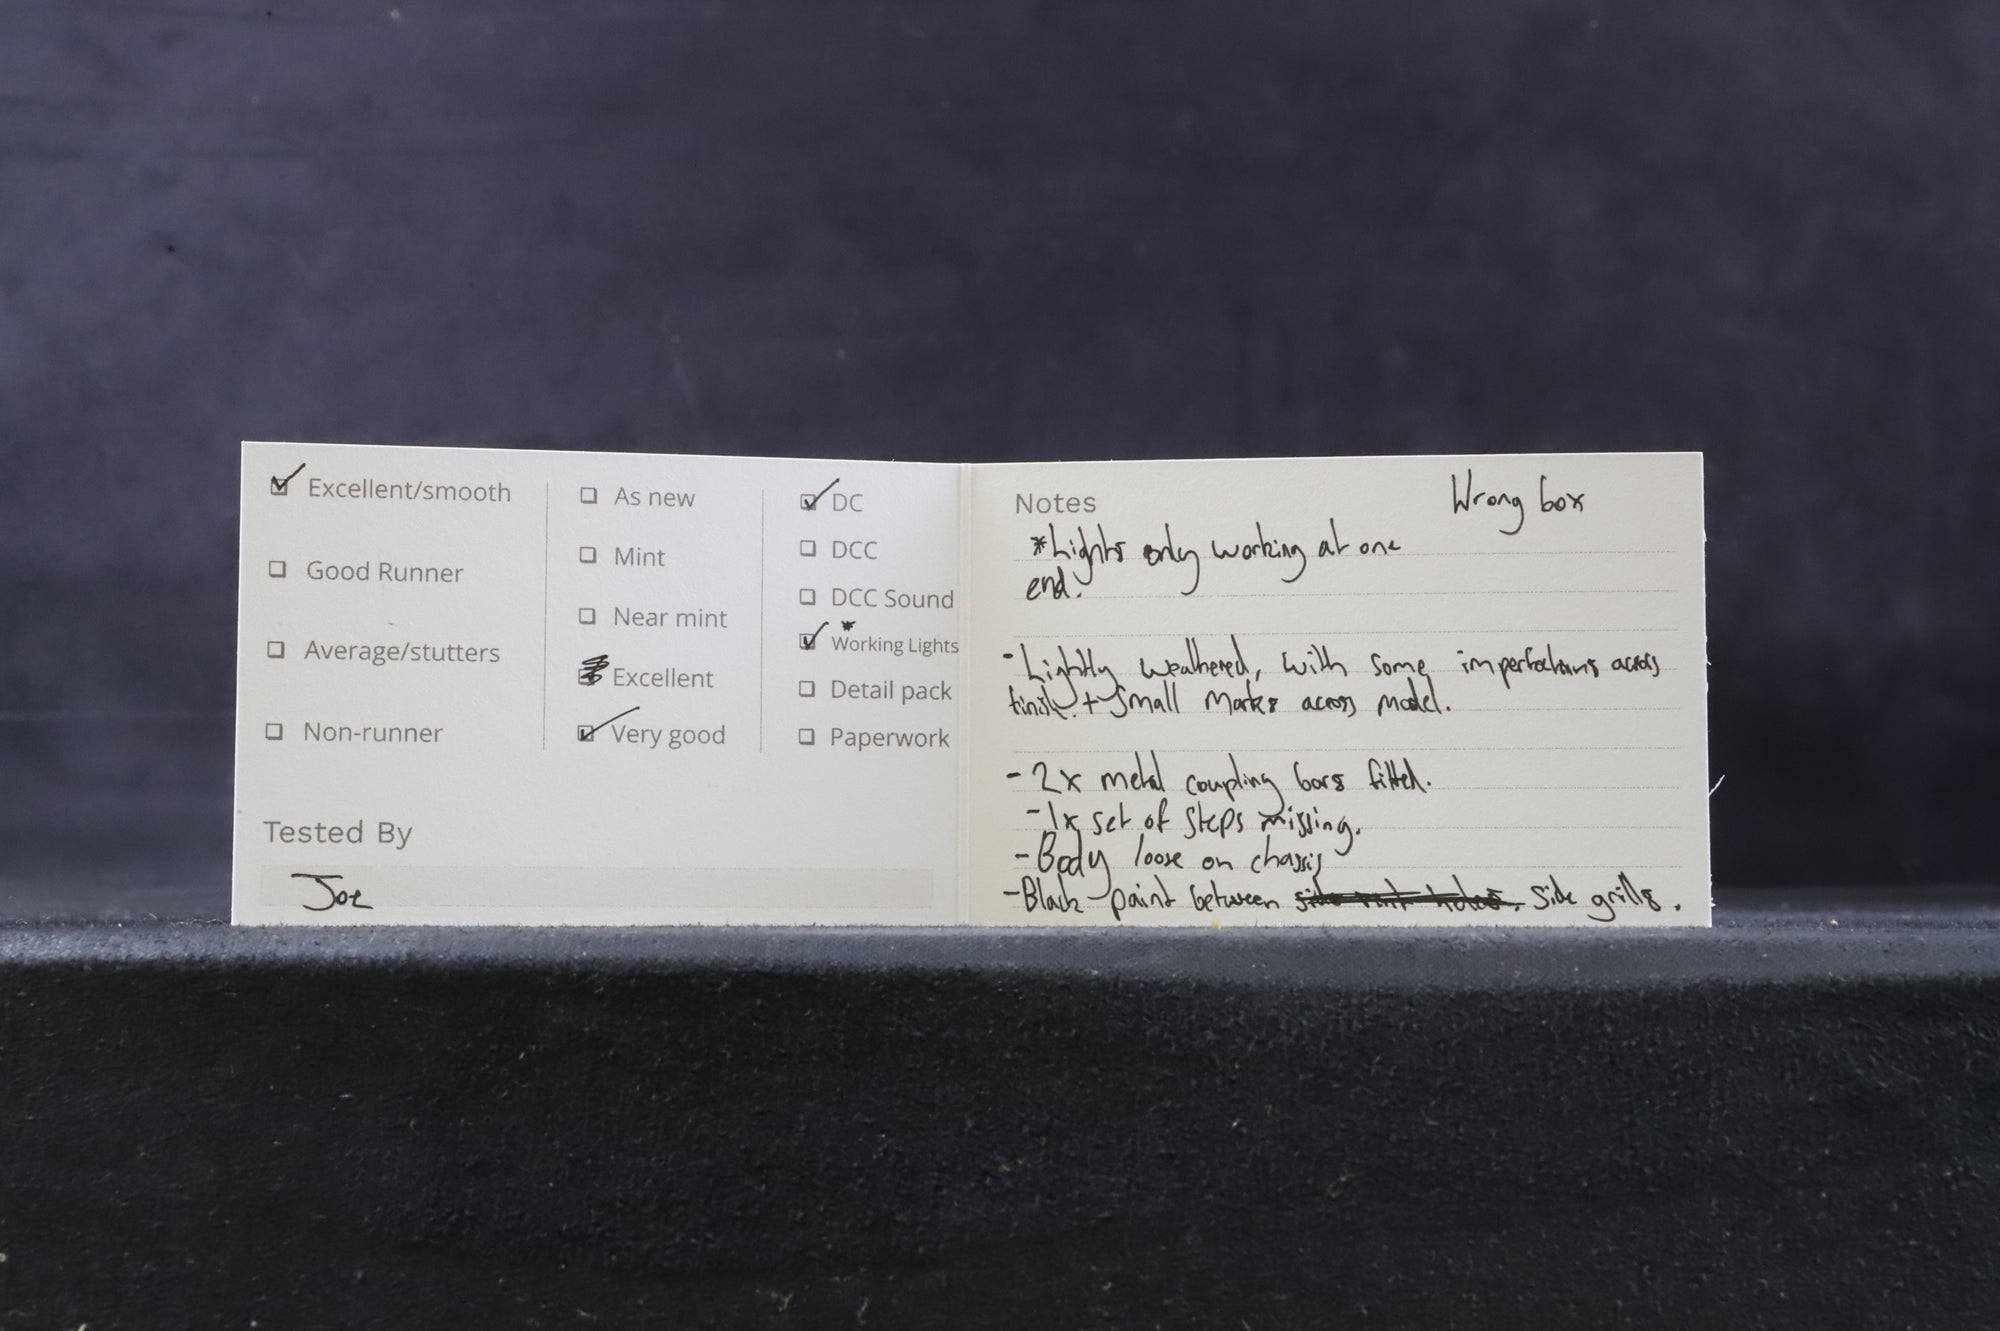 Excellent/smooth
Good Runner
Average/stutters
Non-runner
As new
Mint
Near mint
Excellent
Very good
DC
DCC
DCC Sound
*
Working Lights
Detail pack
Paperwork
Tested By
Joe
Notes
Wrong box
*Lights only working at one
end.
-Lightly weathered, with some imperfections across
finish. + Small marks across model.
-2x metal coupling bars fitted.
-1x set of steps missing.
-Body loose on chassis
-Black paint between side grills.